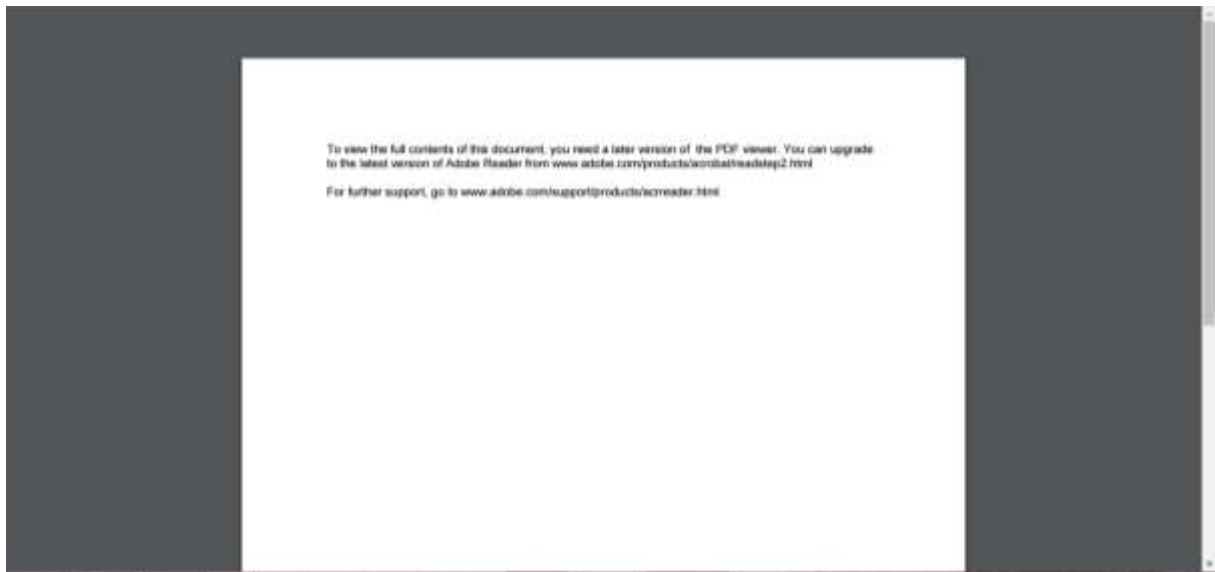 To view the full contents of this document, you need a later version of the PDF viewer. You can upgrade
to the latest version of Adobe Reader from www.adobe.com/products/acrobat/readstep2.html
For further support, go to www.adobe.com/support/products/acrreader.html